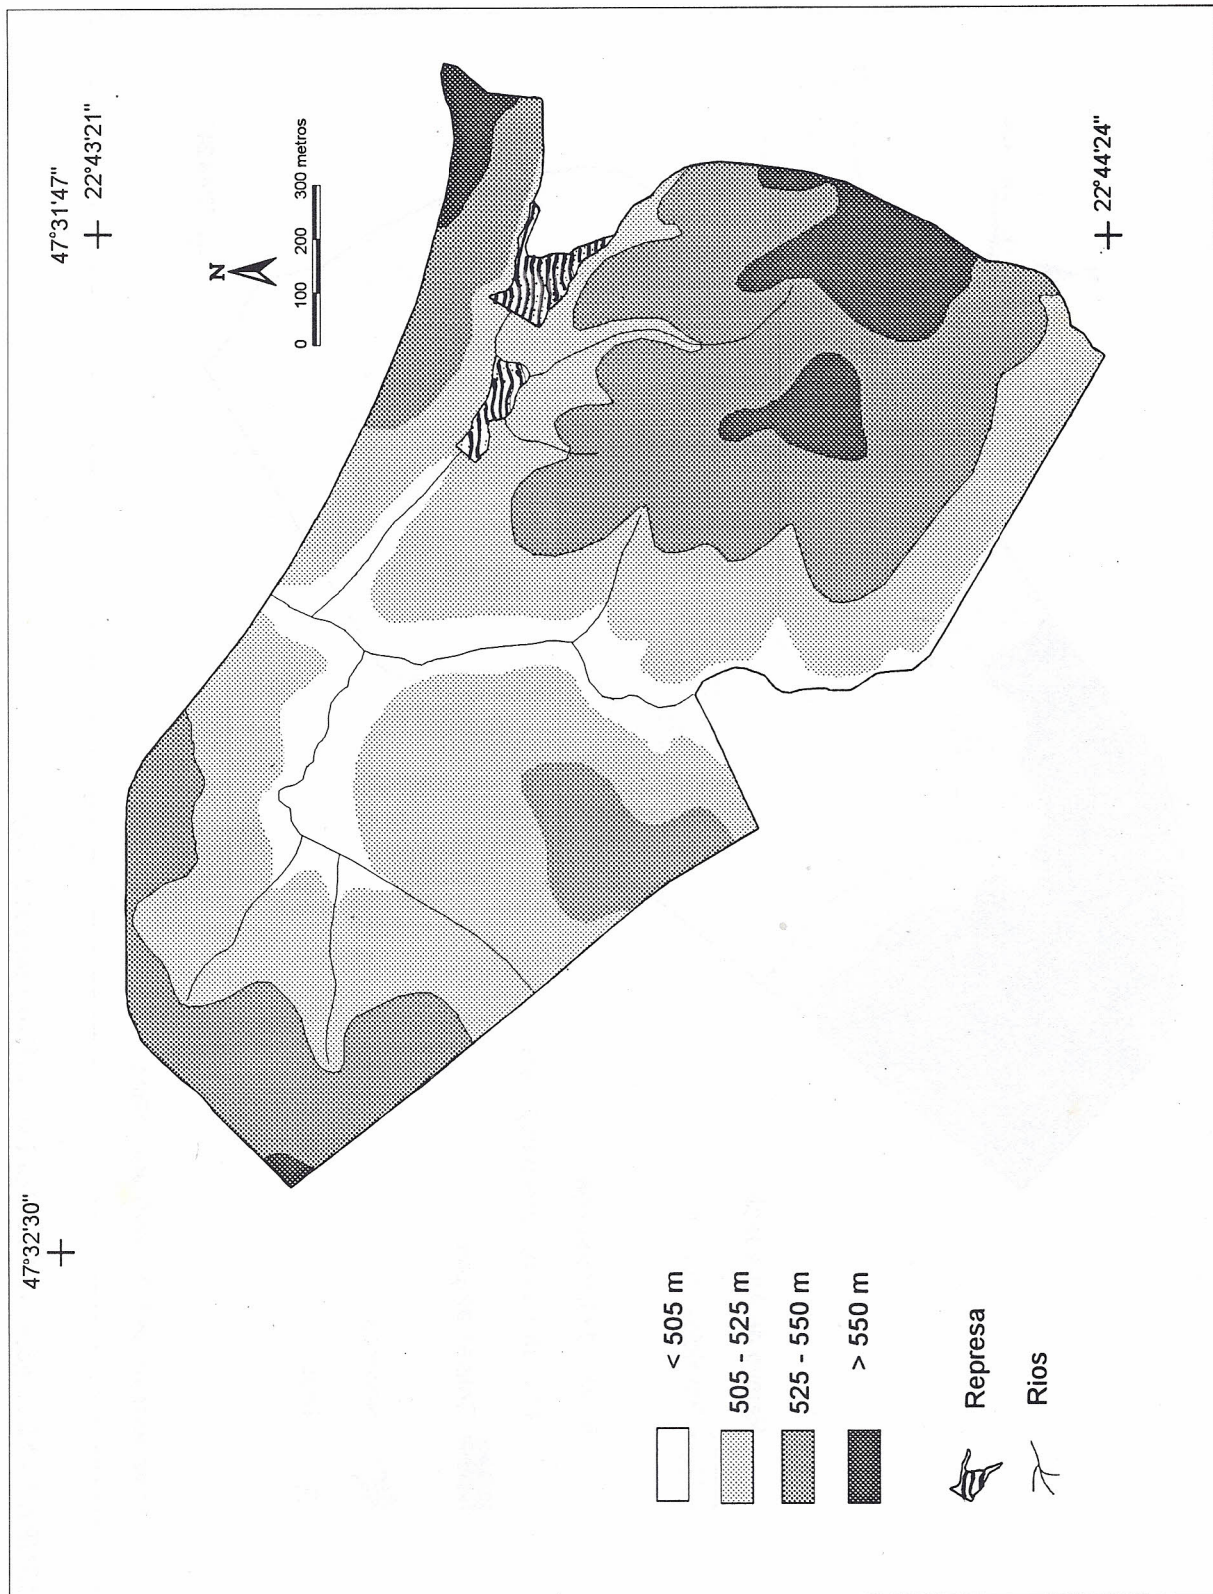 47°31'47"
22°43'21"
N
0 100 200 300 metros
47°32'30"
22°44'24"
< 505 m
505 - 525 m
525 - 550 m
> 550 m
Represa
Rios